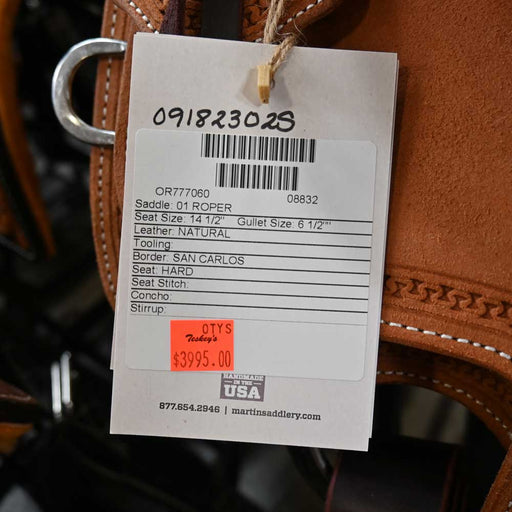 09182302S
OR777060 08832
Saddle: 01 ROPER
Seat Size: 14 1/2" Gullet Size: 6 1/2""
Leather: NATURAL
Tooling:
Border: SAN CARLOS
Seat: HARD
Seat Stitch:
Concho:
Stirrup:
OTYS
Teskey's
$3995.00
HANDMADE
IN THE
USA
877.654.2946 | martinsaddlery.com